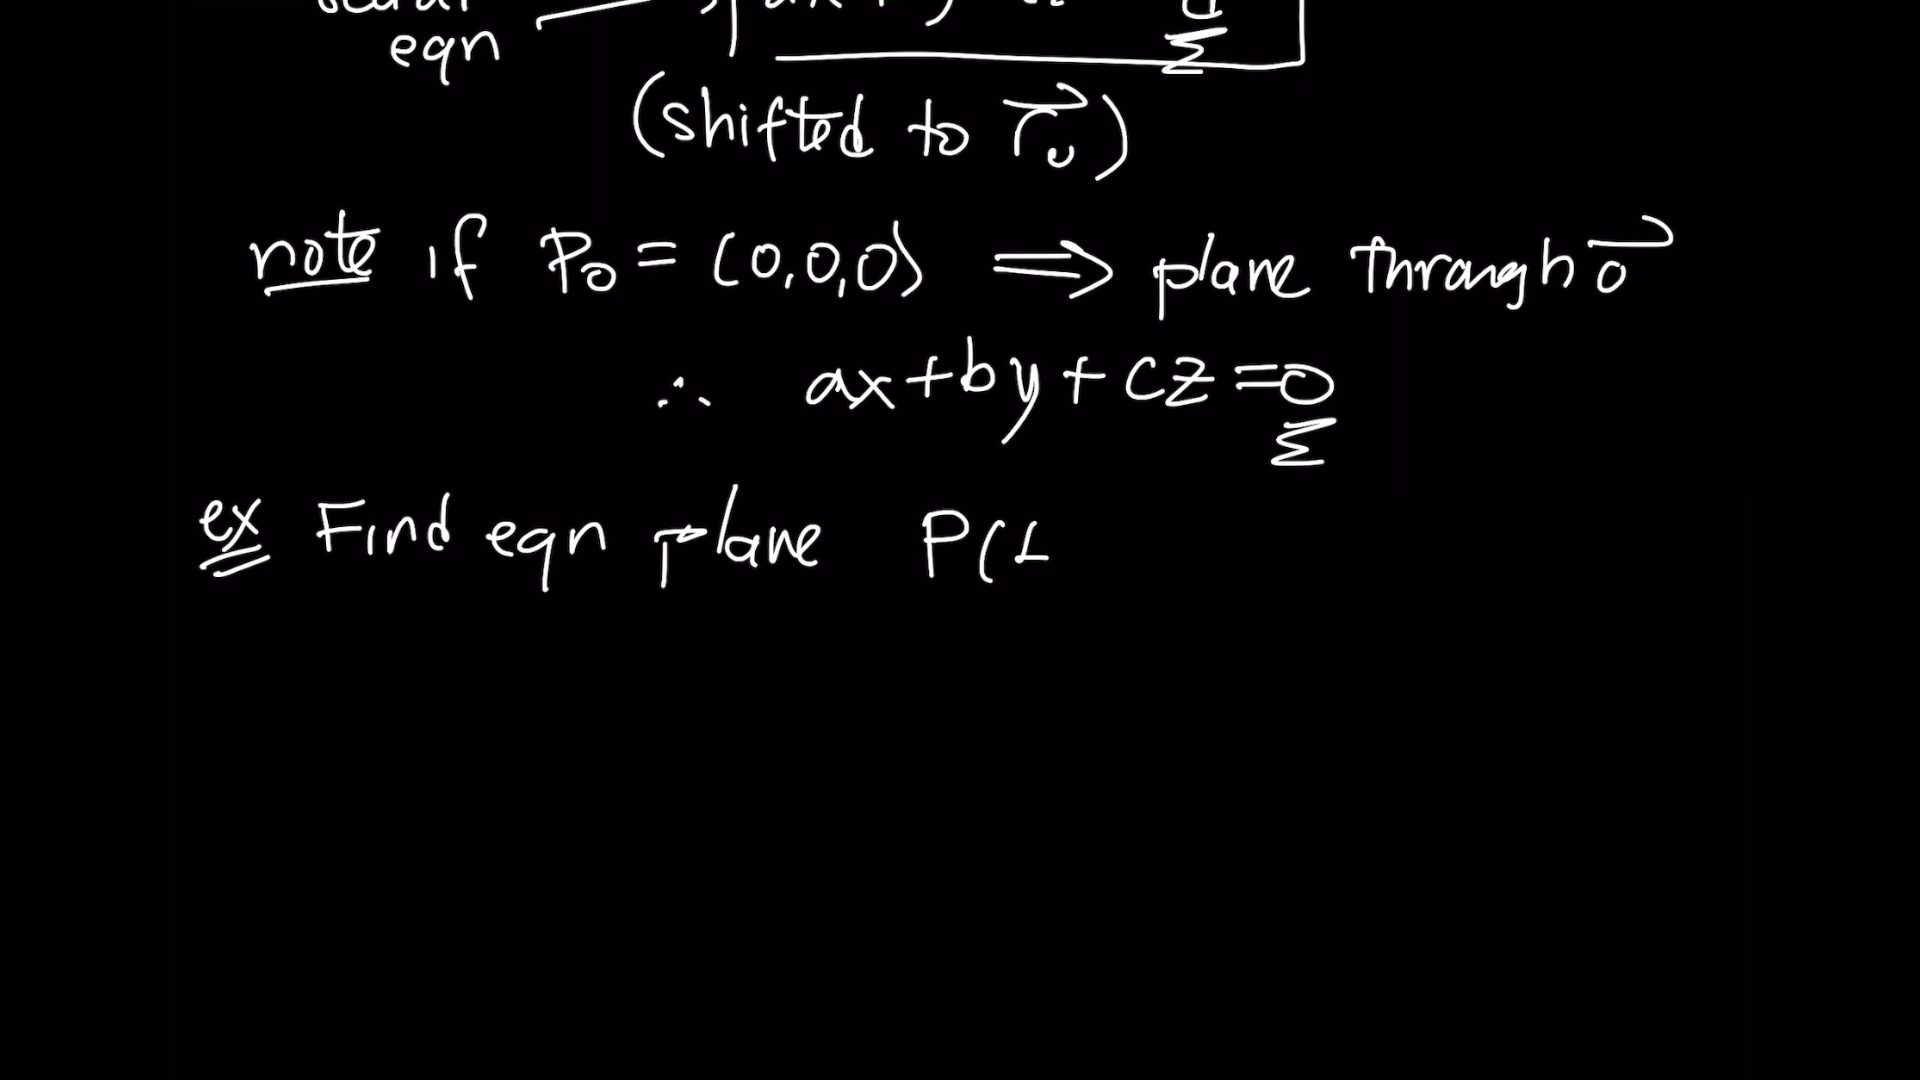 eqn
(shifted to r₀)
note if P₀ = (0,0,0) ⟹ plane through 0
∴ ax+by+cz=0
ex Find eqn plane P(1